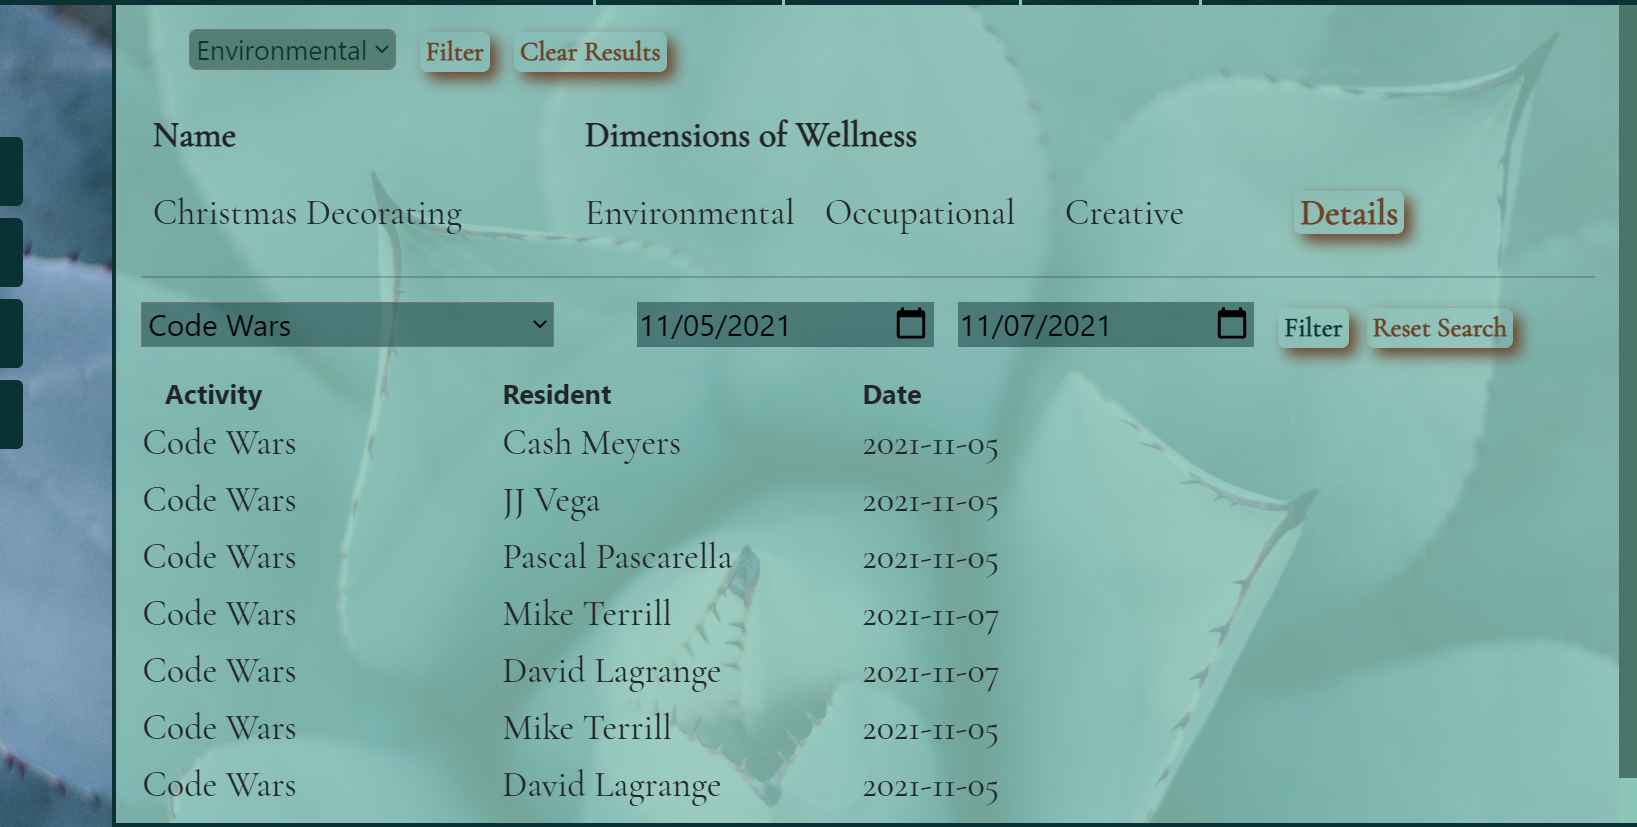 Environmental Filter Clear Results
Name Dimensions of Wellness
Christmas Decorating Environmental Occupational Creative Details
Code Wars 11/05/2021 11/07/2021 Filter Reset Search
Activity Resident Date
Code Wars Cash Meyers 2021-11-05
Code Wars JJ Vega 2021-11-05
Code Wars Pascal Pascarella 2021-11-05
Code Wars Mike Terrill 2021-11-07
Code Wars David Lagrange 2021-11-07
Code Wars Mike Terrill 2021-11-05
Code Wars David Lagrange 2021-11-05